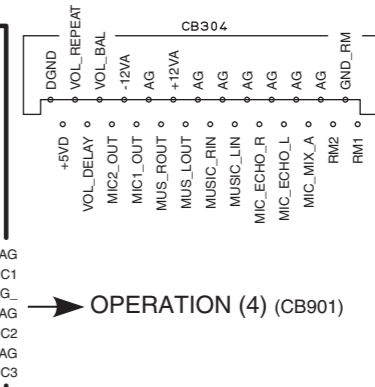 CB304
DGND
VOL_REPEAT
VOL_BAL
-12VA
AG
+12VA
AG
AG
AG
AG
AG
AG
GND_RM
+5VD
VOL_DELAY
MIC2_OUT
MIC1_OUT
MUS_ROUT
MUS_LOUT
MUSIC_RIN
MUSIC_LIN
MIC_ECHO_R
MIC_ECHO_L
MIC_MIX_A
RM2
RM1
AG
C1
G_
AG
C2
AG
C3
OPERATION (4) (CB901)